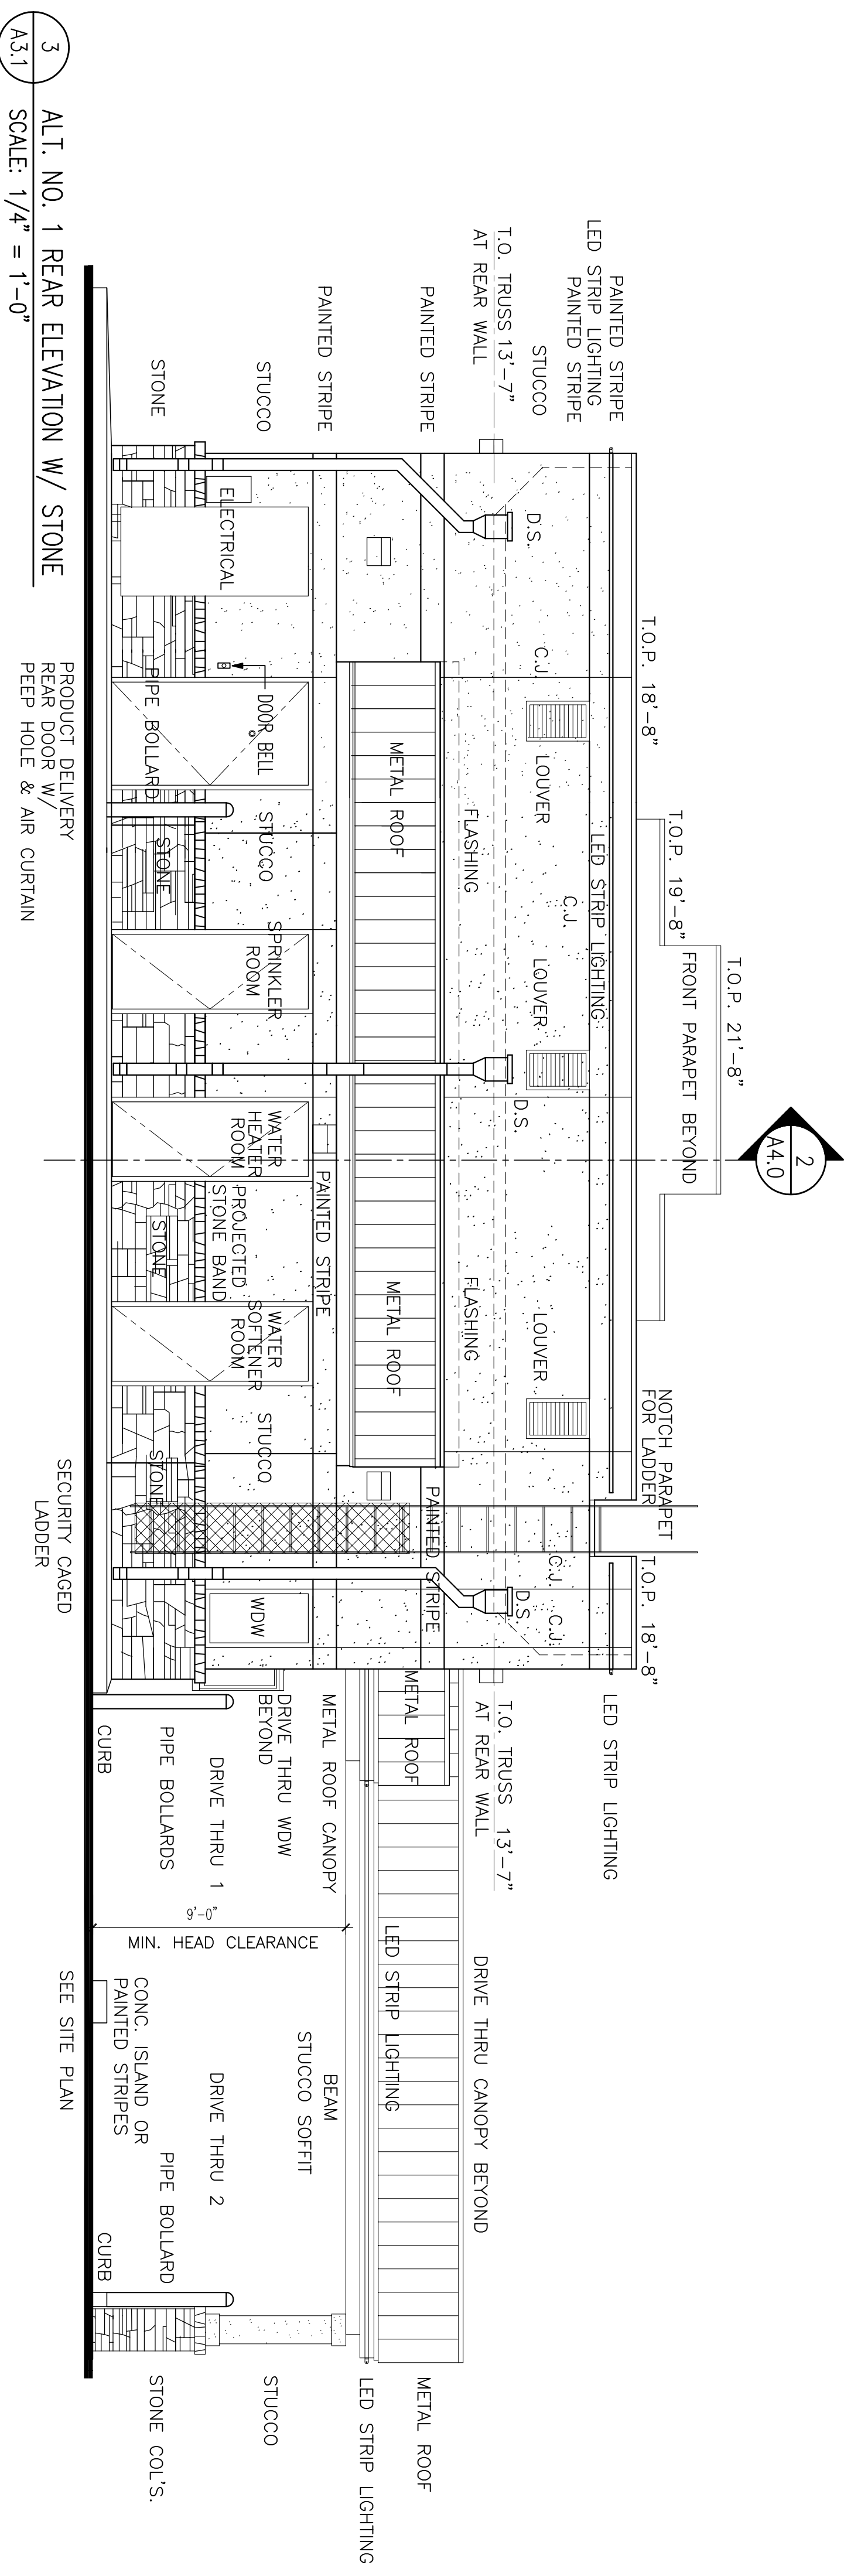 2
A4.0
T.O.P. 21'-8"
FRONT PARAPET BEYOND
T.O.P. 19'-8"
T.O.P. 18'-8"
NOTCH PARAPET
FOR LADDER
T.O.P. 18'-8"
PAINTED STRIPE
LED STRIP LIGHTING
PAINTED STRIPE
LED STRIP LIGHTING
LED STRIP LIGHTING
STUCCO
D.S.
C.J.
LOUVER
C.J.
LOUVER
D.S.
LOUVER
C.J.
C.J.
D.S.
T.O. TRUSS 13'-7"
AT REAR WALL
T.O. TRUSS 13'-7"
AT REAR WALL
FLASHING
FLASHING
DRIVE THRU CANOPY BEYOND
PAINTED STRIPE
PAINTED STRIPE
METAL ROOF
METAL ROOF
METAL ROOF
METAL ROOF
LED STRIP LIGHTING
LED STRIP LIGHTING
PAINTED STRIPE
PAINTED STRIPE
METAL ROOF CANOPY
BEAM
STUCCO SOFFIT
STUCCO
ELECTRICAL
DOOR BELL
STUCCO
SPRINKLER
ROOM
WATER
HEATER
ROOM
PROJECTED
STONE BAND
WATER
SOFTENER
ROOM
STUCCO
WDW
DRIVE THRU WDW
BEYOND
STUCCO
DRIVE THRU 1
9'-0"
MIN. HEAD CLEARANCE
DRIVE THRU 2
STONE
PIPE BOLLARD
STONE
STONE
STONE
PIPE BOLLARDS
CONC. ISLAND OR
PAINTED STRIPES
PIPE BOLLARD
STONE COL'S.
CURB
CURB
PRODUCT DELIVERY
REAR DOOR W/
PEEP HOLE & AIR CURTAIN
SECURITY CAGED
LADDER
SEE SITE PLAN
3
A3.1
ALT. NO. 1 REAR ELEVATION W/ STONE
SCALE: 1/4" = 1'-0"